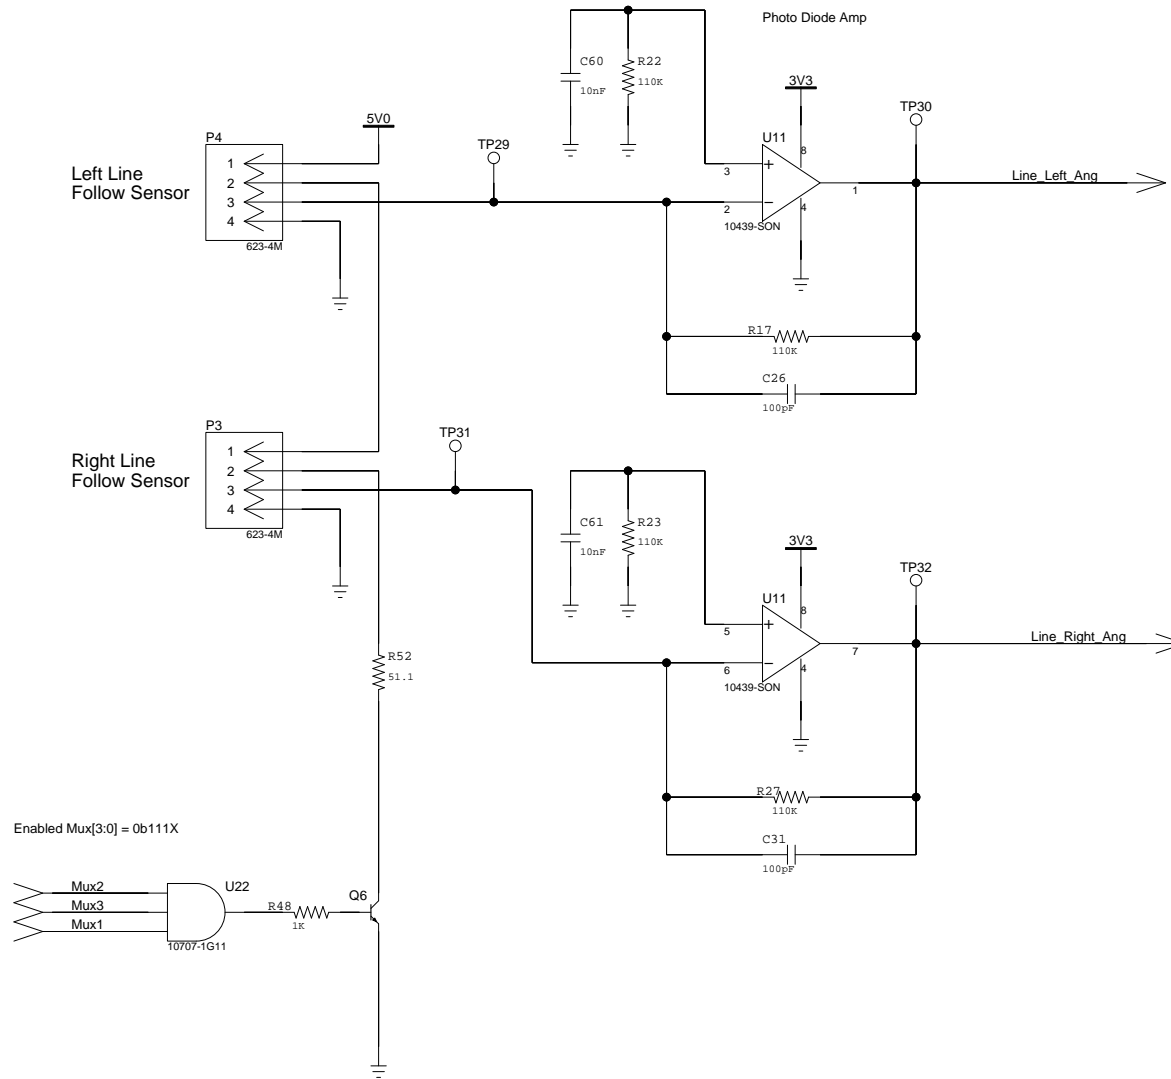 Photo Diode Amp
C60
10nF
R22
110K
3V3
TP30
5V0
P4
TP29
U11
8
Left Line
Follow Sensor
1
2
3
4
3
+
2
−
1
4
Line_Left_Ang
10439-SON
623-4M
R17
110K
C26
100pF
P3
TP31
Right Line
Follow Sensor
1
2
3
4
623-4M
C61
10nF
R23
110K
3V3
TP32
U11
8
5
+
6
−
7
4
Line_Right_Ang
10439-SON
R52
51.1
R27
110K
C31
100pF
Enabled Mux[3:0] = 0b111X
Mux2
Mux3
Mux1
U22
10707-1G11
R48
1K
Q6